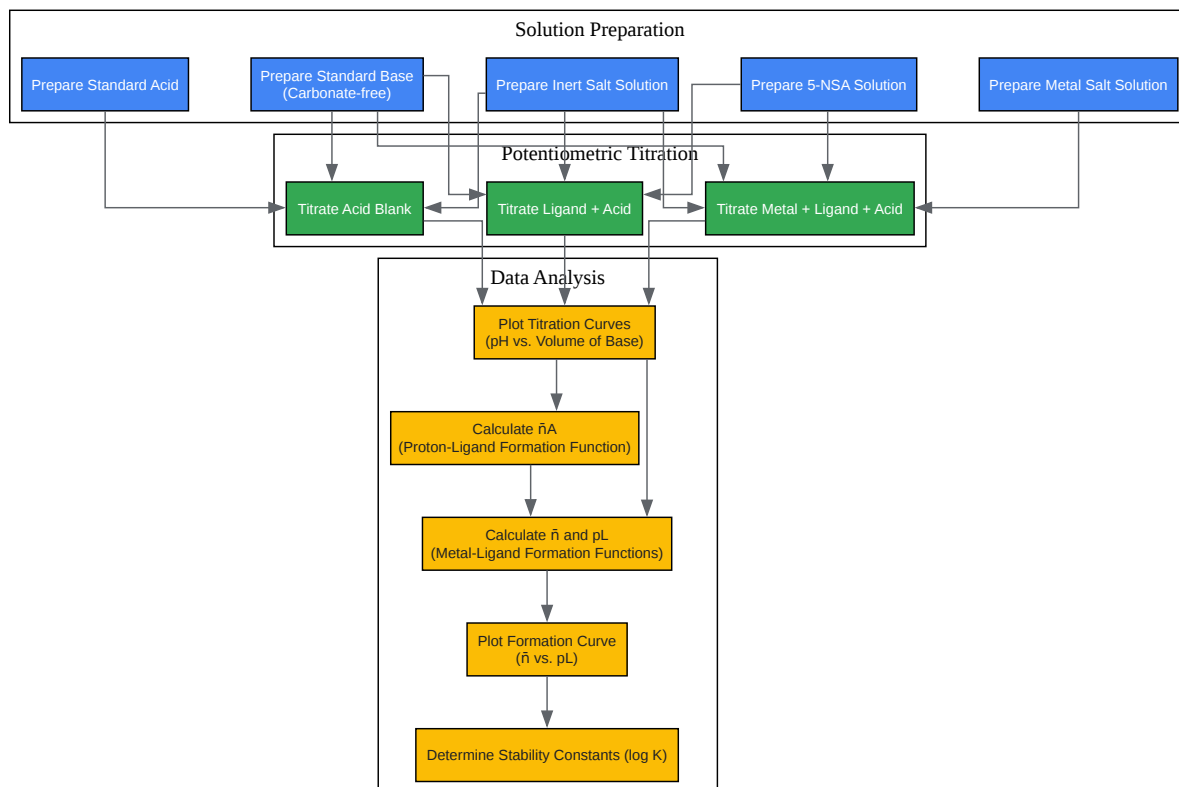 Solution Preparation
Prepare Standard Acid
Prepare Standard Base
(Carbonate-free)
Prepare Inert Salt Solution
Prepare 5-NSA Solution
Prepare Metal Salt Solution
Potentiometric Titration
Titrate Acid Blank
Titrate Ligand + Acid
Titrate Metal + Ligand + Acid
Data Analysis
Plot Titration Curves
(pH vs. Volume of Base)
Calculate n̄A
(Proton-Ligand Formation Function)
Calculate n̄ and pL
(Metal-Ligand Formation Functions)
Plot Formation Curve
(n̄ vs. pL)
Determine Stability Constants (log K)